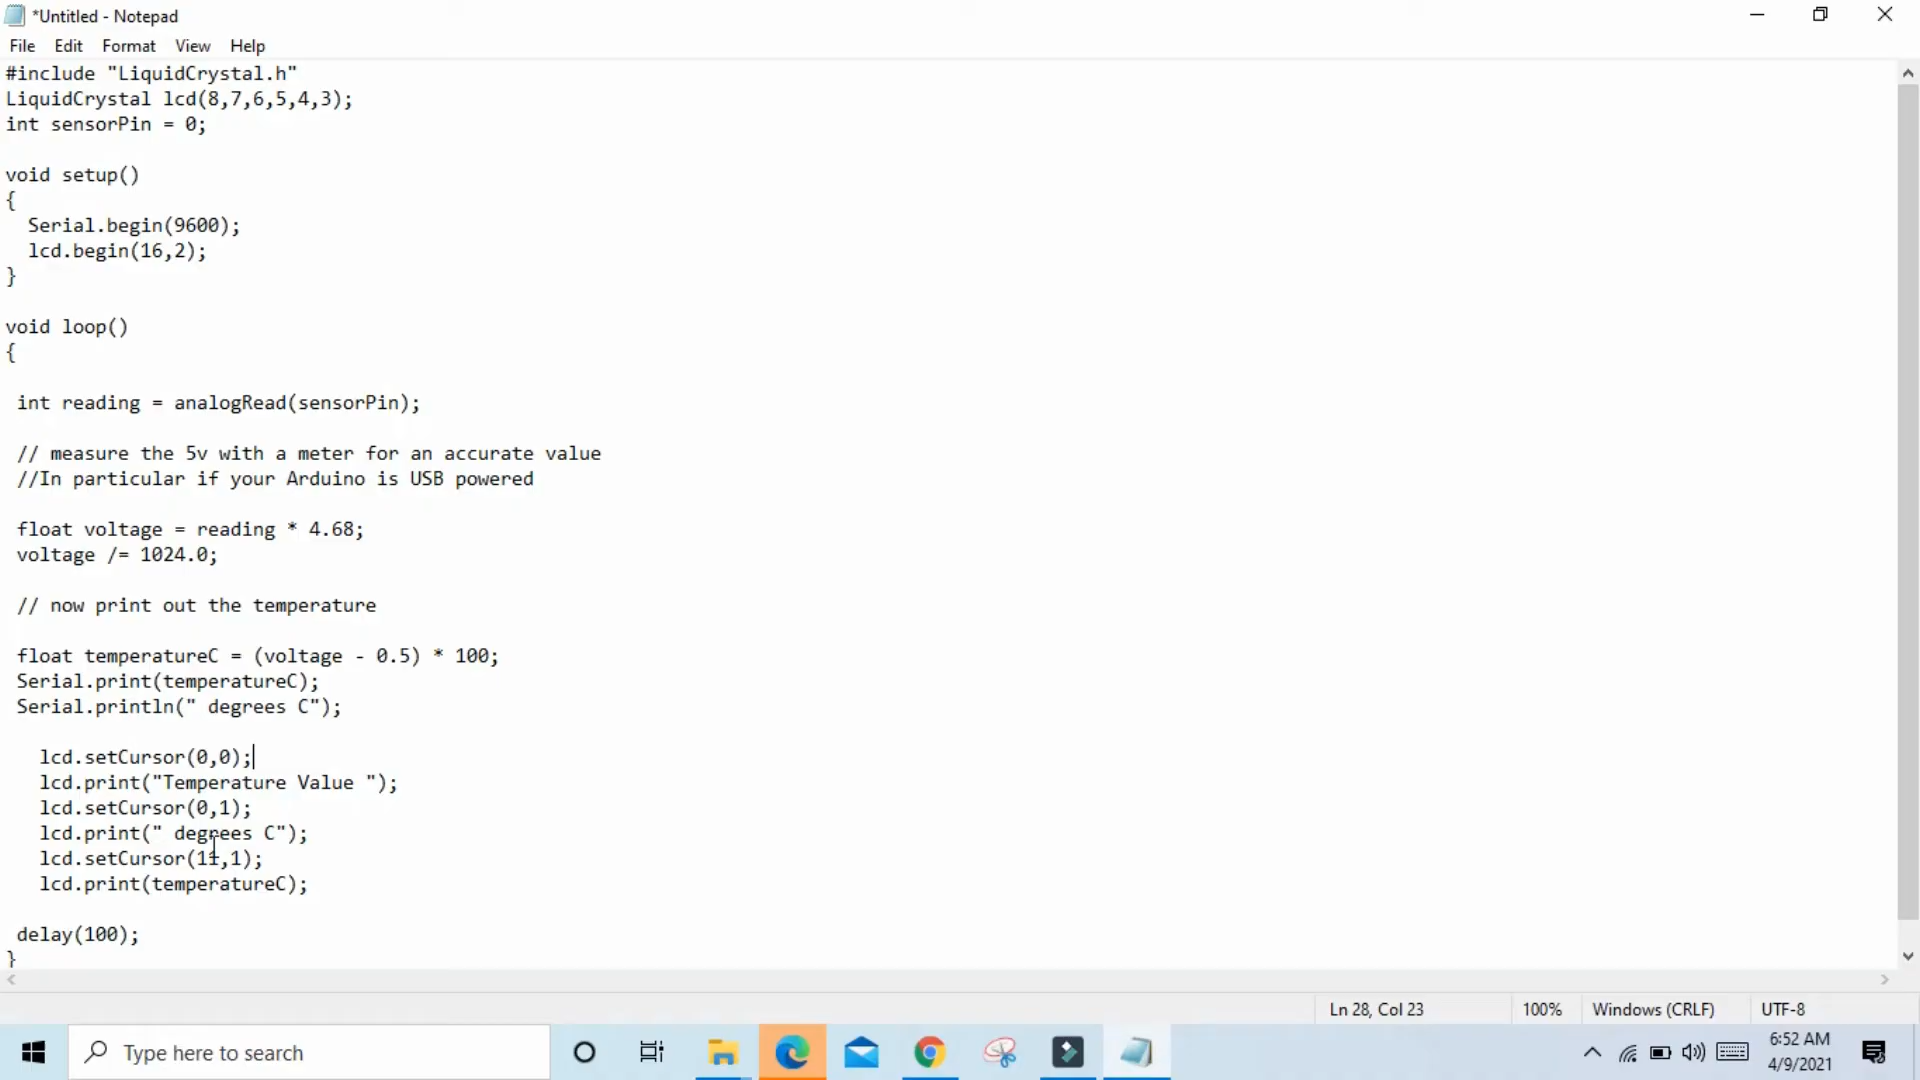 *Untitled - Notepad
File Edit Format View Help
#include "LiquidCrystal.h"
LiquidCrystal lcd(8,7,6,5,4,3);
int sensorPin = 0;
void setup()
{
Serial.begin(9600);
lcd.begin(16,2);
}
void loop()
{
int reading = analogRead(sensorPin);
// measure the 5v with a meter for an accurate value
//In particular if your Arduino is USB powered
float voltage = reading * 4.68;
voltage /= 1024.0;
// now print out the temperature
float temperatureC = (voltage - 0.5) * 100;
Serial.print(temperatureC);
Serial.println(" degrees C");
lcd.setCursor(0,0);
lcd.print("Temperature Value ");
lcd.setCursor(0,1);
lcd.print(" degrees C");
lcd.setCursor(11,1);
lcd.print(temperatureC);
delay(100);
}
Ln 28, Col 23 100% Windows (CRLF) UTF-8
Type here to search
6:52 AM
4/9/2021